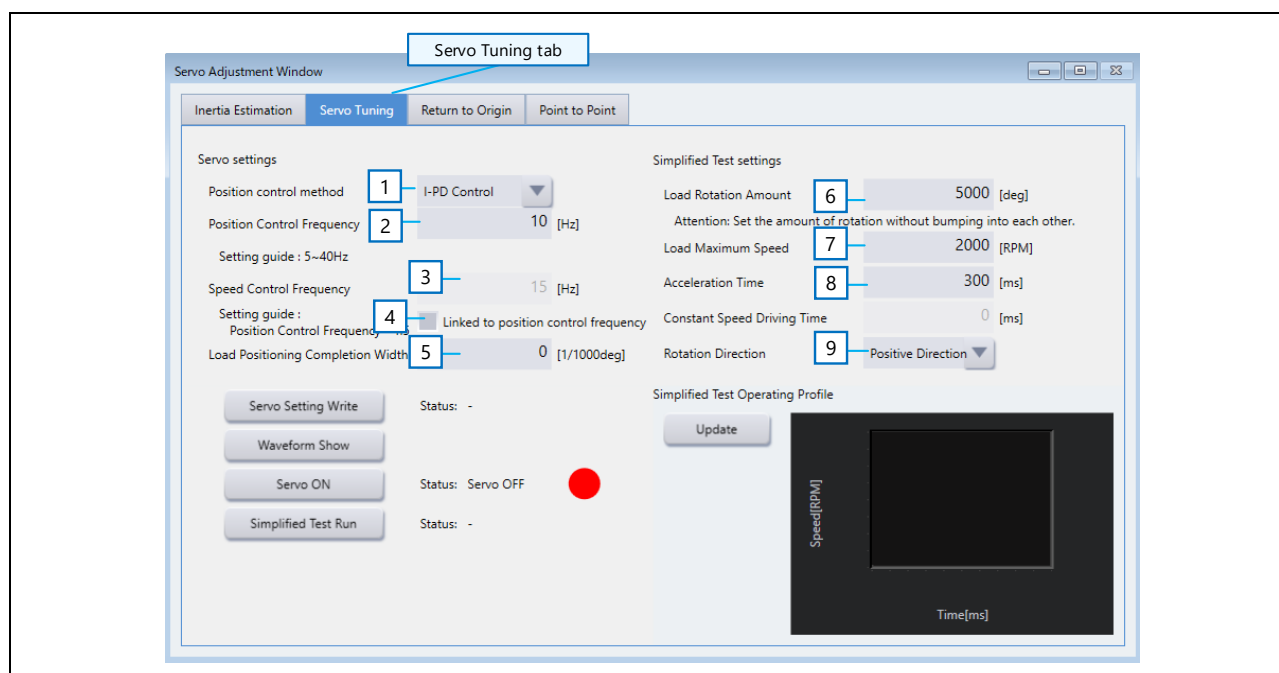 Servo Tuning tab
Servo Adjustment Window
Inertia Estimation Servo Tuning Return to Origin Point to Point
Servo settings
Position control method 1 I-PD Control
Position Control Frequency 2 10 [Hz]
Setting guide : 5~40Hz
Speed Control Frequency 3 15 [Hz]
Setting guide :
Position Control Frequency
4 Linked to position control frequency
Load Positioning Completion Width 5 0 [1/1000deg]
Servo Setting Write Status: -
Waveform Show
Servo ON Status: Servo OFF
Simplified Test Run Status: -
Simplified Test settings
Load Rotation Amount 6 5000 [deg]
Attention: Set the amount of rotation without bumping into each other.
Load Maximum Speed 7 2000 [RPM]
Acceleration Time 8 300 [ms]
Constant Speed Driving Time 0 [ms]
Rotation Direction 9 Positive Direction
Simplified Test Operating Profile
Update
Speed[RPM]
Time[ms]